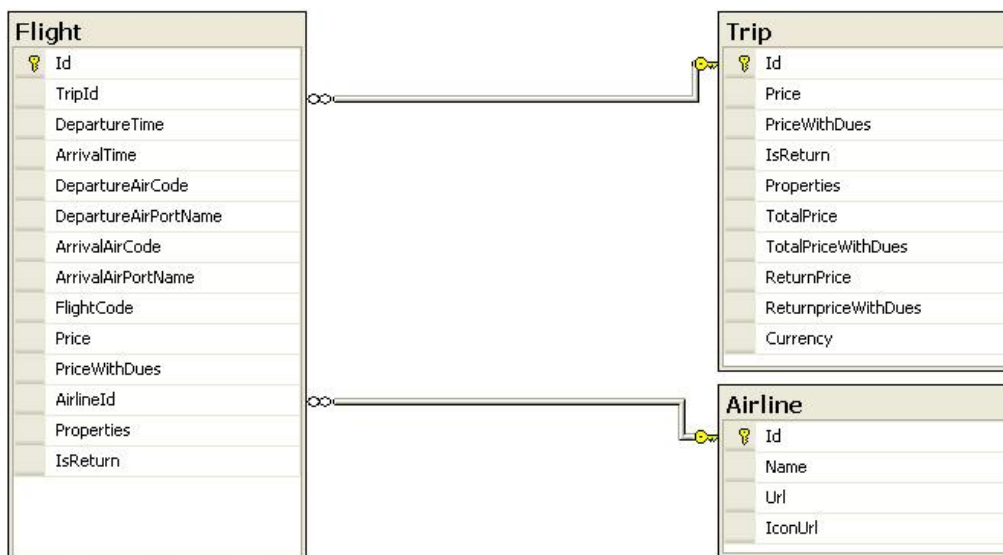 Flight
Id
TripId
DepartureTime
ArrivalTime
DepartureAirCode
DepartureAirPortName
ArrivalAirCode
ArrivalAirPortName
FlightCode
Price
PriceWithDues
AirlineId
Properties
IsReturn
Trip
Id
Price
PriceWithDues
IsReturn
Properties
TotalPrice
TotalPriceWithDues
ReturnPrice
ReturnpriceWithDues
Currency
Airline
Id
Name
Url
IconUrl